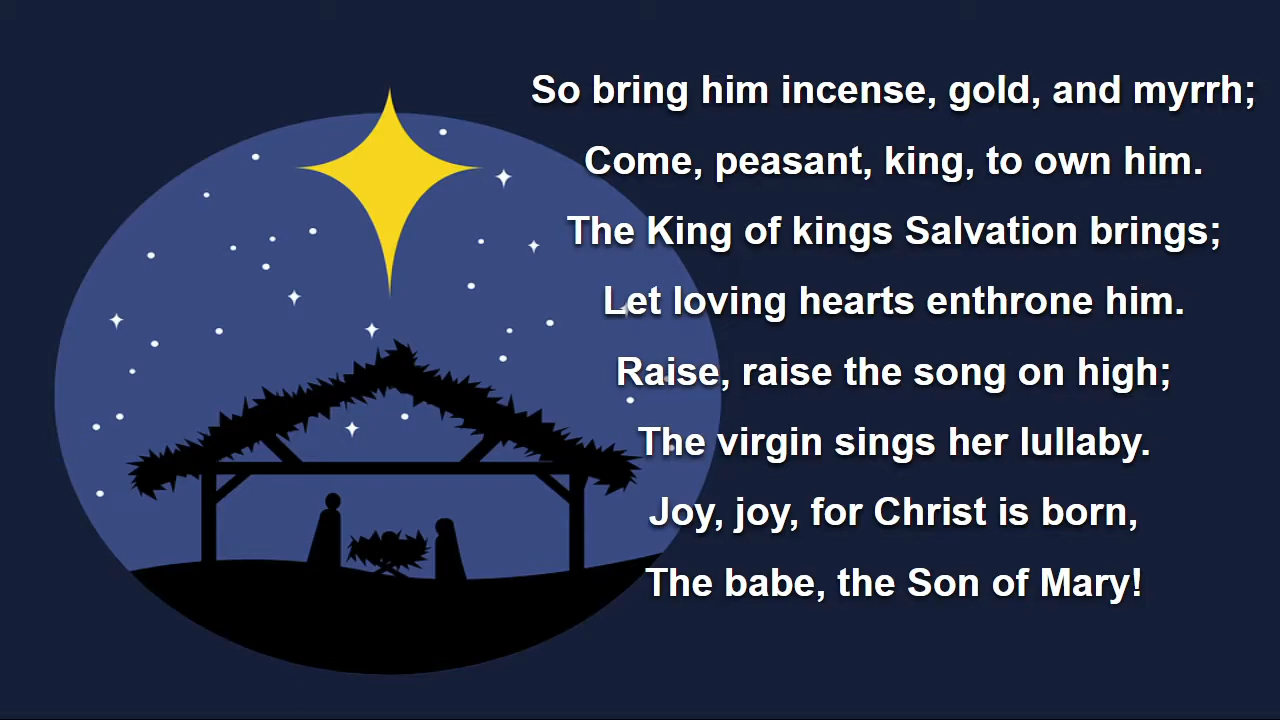 So bring him incense, gold, and myrrh;
Come, peasant, king, to own him.
The King of kings Salvation brings;
Let loving hearts enthrone him.
Raise, raise the song on high;
The virgin sings her lullaby.
Joy, joy, for Christ is born,
The babe, the Son of Mary!